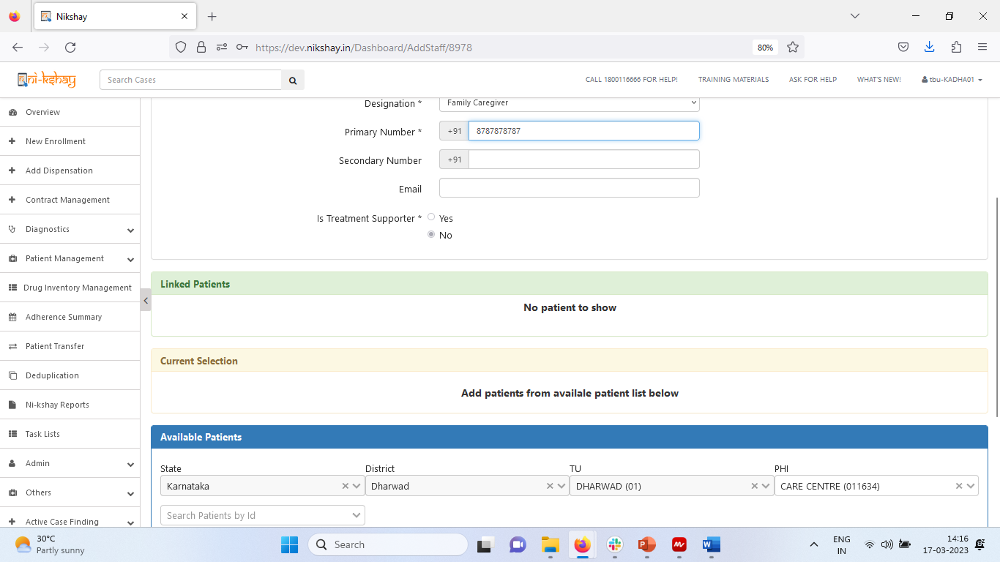 Nikshay
https://dev.nikshay.in/Dashboard/AddStaff/8978
80%
ni-kshay
Search Cases
CALL 1800116666 FOR HELP!
TRAINING MATERIALS
ASK FOR HELP
WHAT'S NEW!
tbu-KADHA01
Overview
New Enrollment
Add Dispensation
Contract Management
Diagnostics
Patient Management
Drug Inventory Management
Adherence Summary
Patient Transfer
Deduplication
Ni-kshay Reports
Task Lists
Admin
Others
Active Case Finding
Designation *
Family Caregiver
Primary Number *
+91
8787878787
Secondary Number
+91
Email
Is Treatment Supporter *
Yes
No
Linked Patients
No patient to show
Current Selection
Add patients from availale patient list below
Available Patients
State
District
TU
PHI
Karnataka
Dharwad
DHARWAD (01)
CARE CENTRE (011634)
Search Patients by Id
30°C
Partly sunny
Search
ENG
IN
14:16
17-03-2023